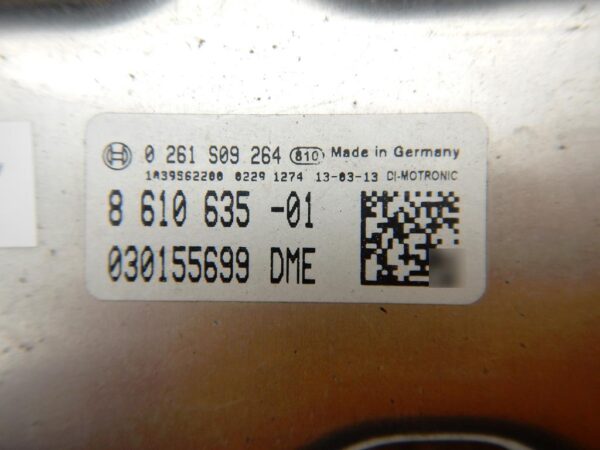 0 261 S09 264 810 Made in Germany
1039S62200 0229 1274 13-03-13 DI-MOTRONIC
8 610 635 -01
030155699 DME